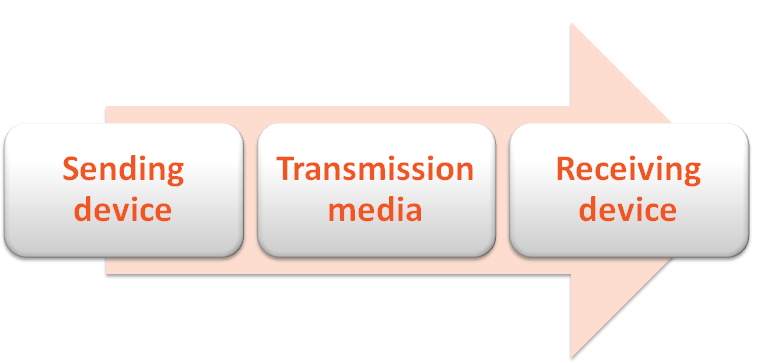 Sending
device
Transmission
media
Receiving
device